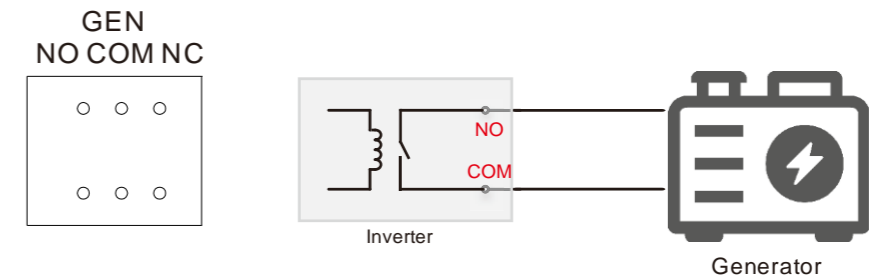 GEN
NO COM NC
NO
COM
Inverter
Generator